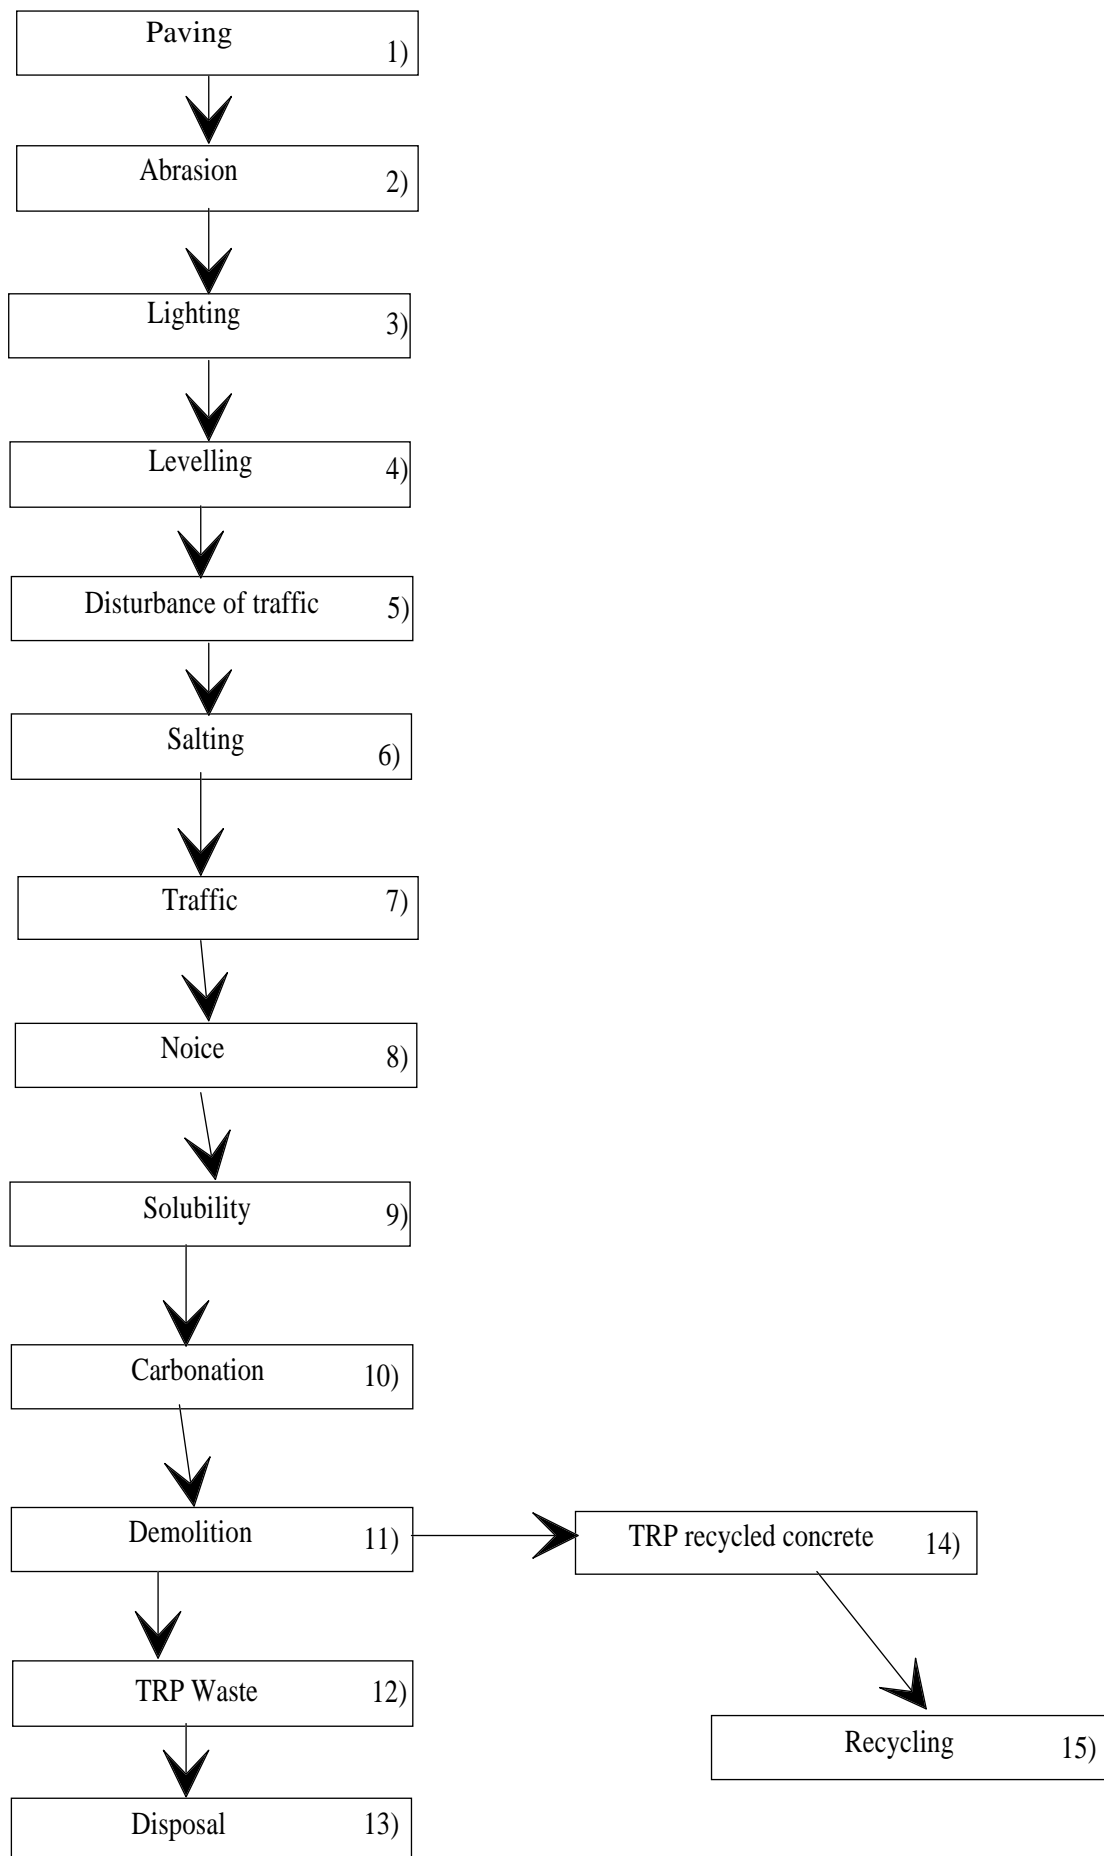 Paving 1)
Abrasion 2)
Lighting 3)
Levelling 4)
Disturbance of traffic 5)
Salting 6)
Traffic 7)
Noice 8)
Solubility 9)
Carbonation 10)
Demolition 11)
TRP recycled concrete 14)
TRP Waste 12)
Recycling 15)
Disposal 13)